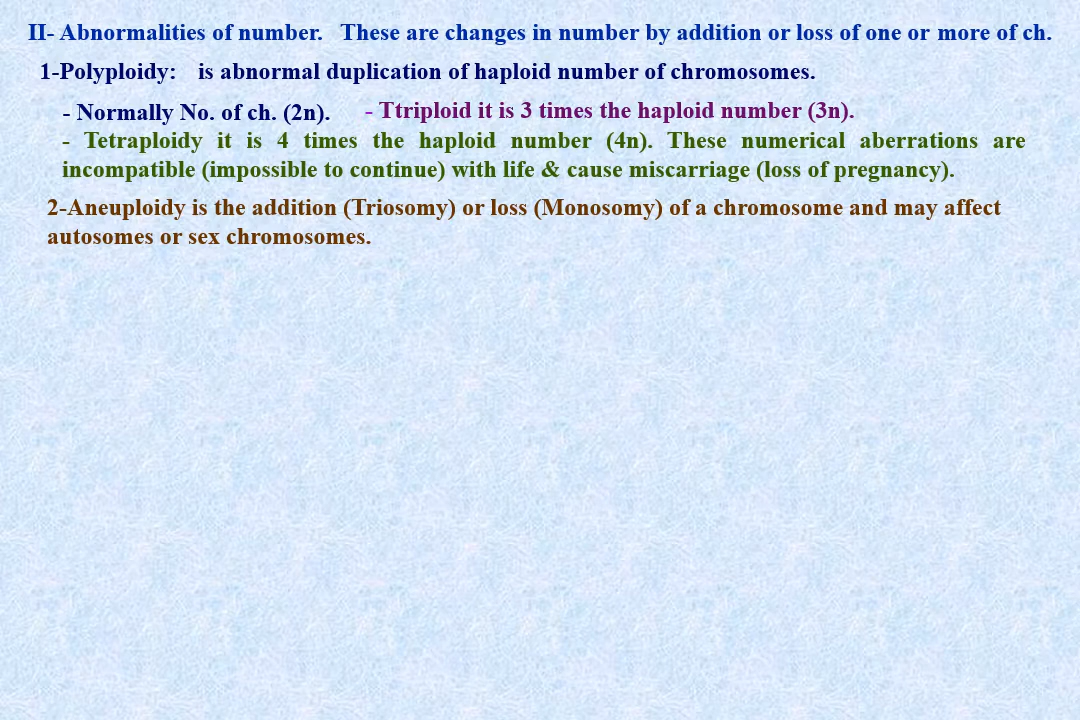 II- Abnormalities of number. These are changes in number by addition or loss of one or more of ch.
1-Polyploidy: is abnormal duplication of haploid number of chromosomes.
- Normally No. of ch. (2n). - Ttriploid it is 3 times the haploid number (3n).
- Tetraploidy it is 4 times the haploid number (4n). These numerical aberrations are
incompatible (impossible to continue) with life & cause miscarriage (loss of pregnancy).
2-Aneuploidy is the addition (Triosomy) or loss (Monosomy) of a chromosome and may affect
autosomes or sex chromosomes.